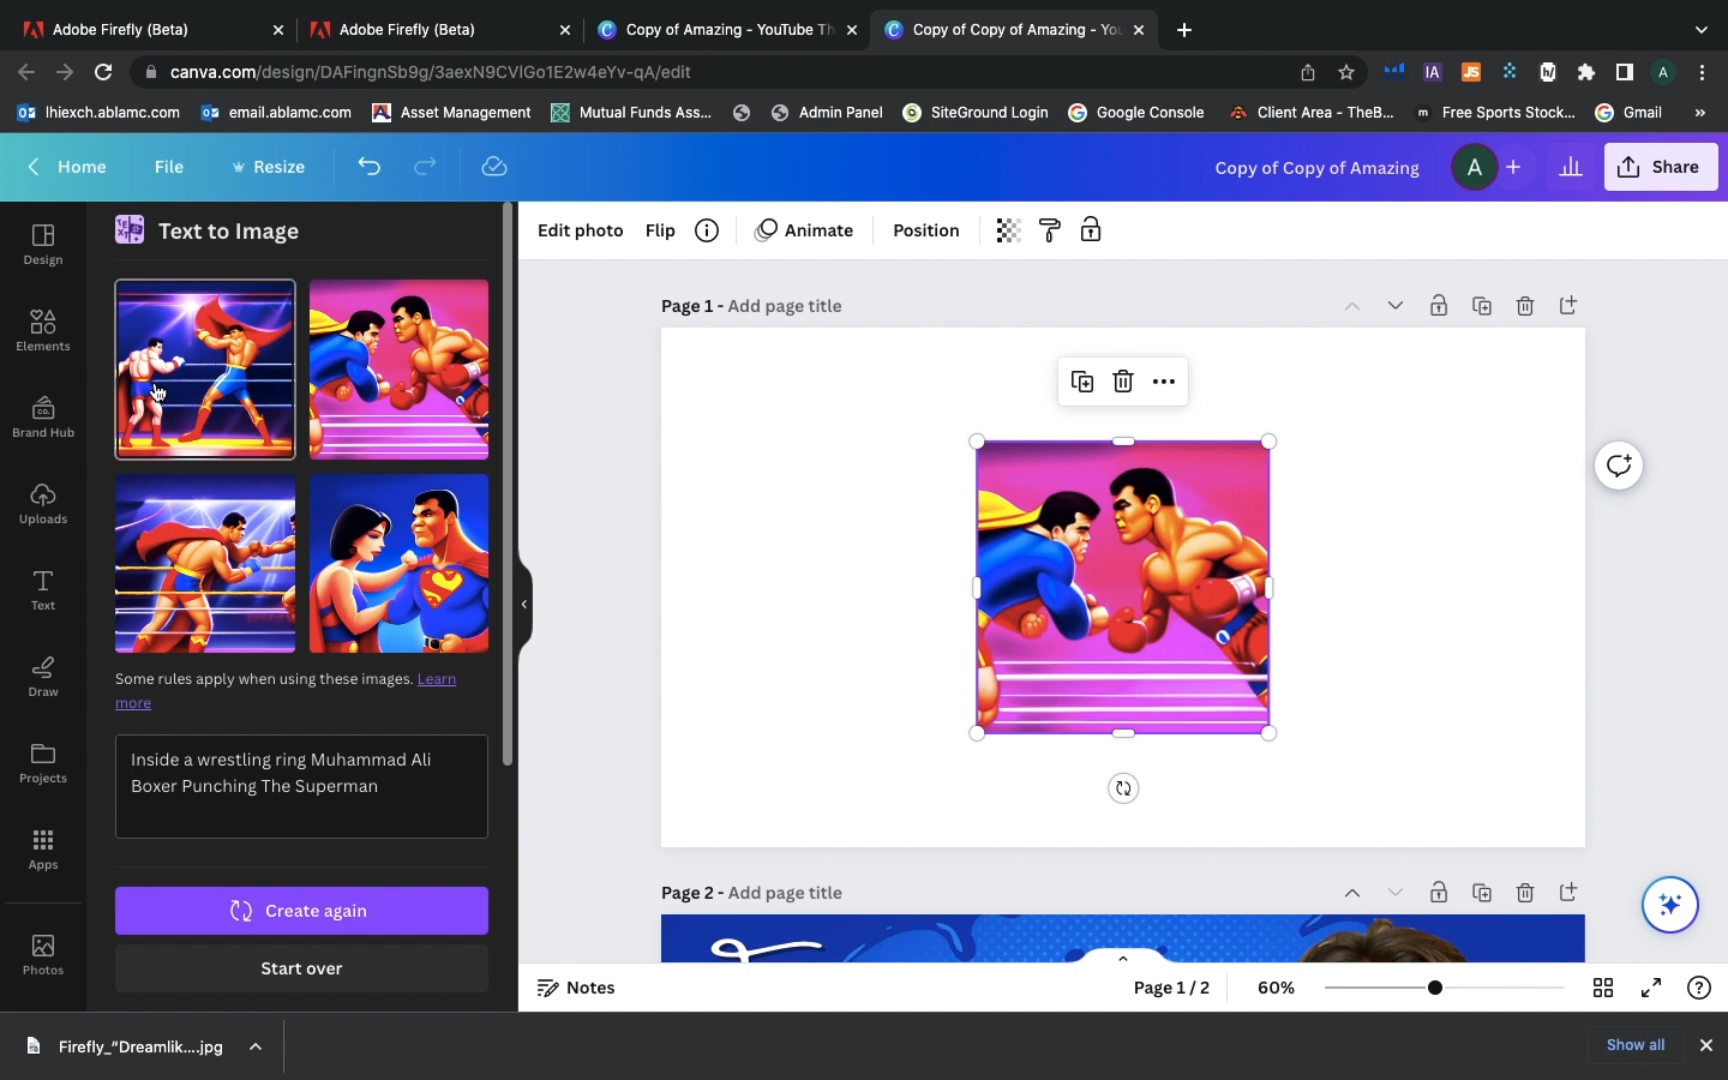 Adobe Firefly (Beta)
Adobe Firefly (Beta)
Copy of Amazing - YouTube Th
Copy of Copy of Amazing - You
canva.com/design/DAFingnSb9g/3aexN9CVIGo1E2w4eYv-qA/edit
IA
JS
A
lhiexch.ablamc.com
email.ablamc.com
Asset Management
Mutual Funds Ass...
Admin Panel
SiteGround Login
Google Console
Client Area - TheB...
m
Free Sports Stock...
Gmail
»
Home
File
Resize
Copy of Copy of Amazing
A
Share
Design
Elements
CO.
Brand Hub
Uploads
Text
Draw
Projects
Apps
Photos
Text to Image
Some rules apply when using these images. Learn
more
Inside a wrestling ring Muhammad Ali
Boxer Punching The Superman
Create again
Start over
Edit photo
Flip
Animate
Position
Page 1 - Add page title
Page 2 - Add page title
Notes
Page 1 / 2
60%
Firefly_"Dreamlik....jpg
Show all